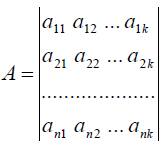 a₁₁ a₁₂ ... a₁ₖ
a₂₁ a₂₂ ... a₂ₖ
A =
.....................
aₙ₁ aₙ₂ ... aₙₖ